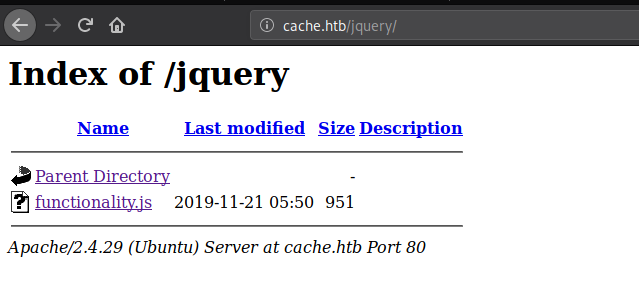 cache.htb/jquery/
Index of /jquery
Name Last modified Size Description
Parent Directory -
functionality.js 2019-11-21 05:50 951
Apache/2.4.29 (Ubuntu) Server at cache.htb Port 80